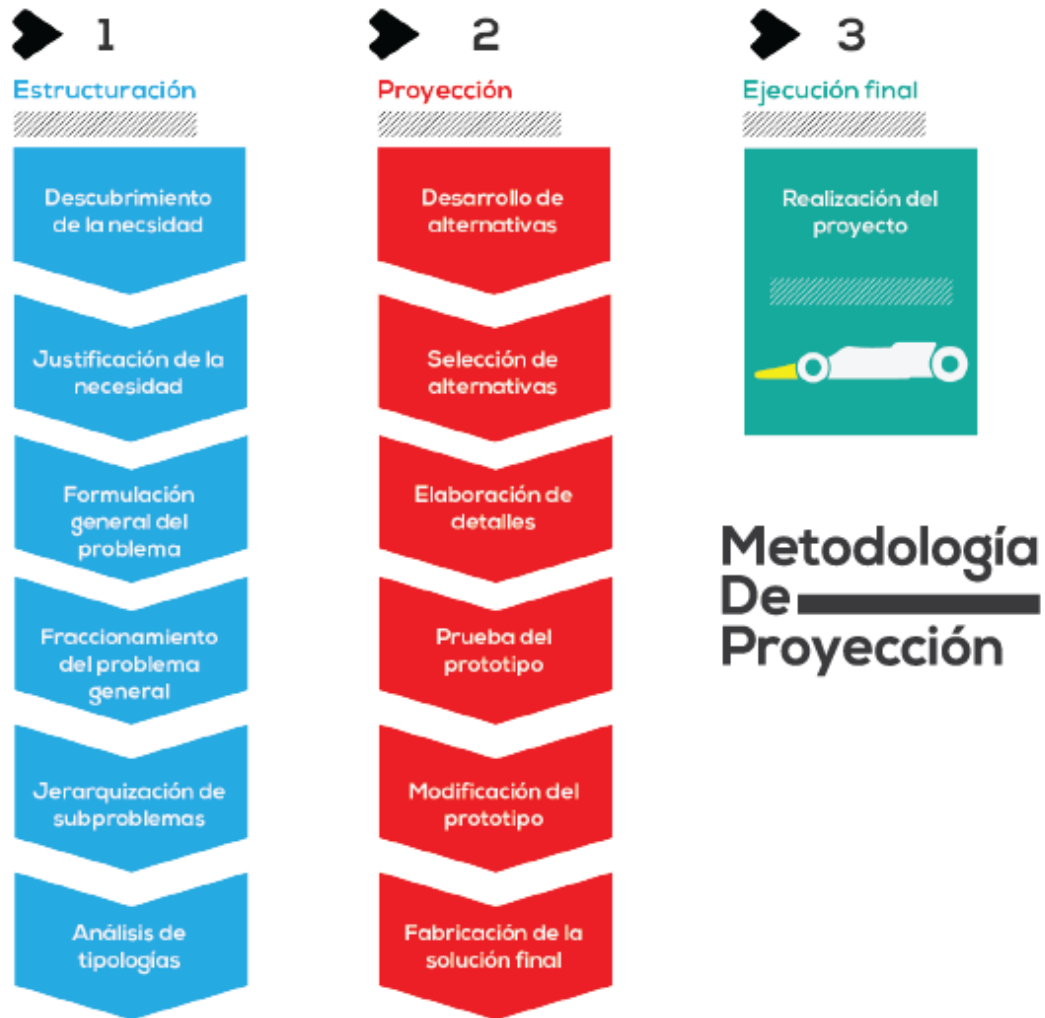 1
Estructuración
Descubrimiento
de la necsidad
Justificación de la
necesidad
Formulación
general del
problema
Fraccionamiento
del problema
general
Jerarquización de
subproblemas
Análisis de
tipologías
2
Proyección
Desarrollo de
alternativas
Selección de
alternativas
Elaboración de
detalles
Prueba del
prototipo
Modificación del
prototipo
Fabricación de la
solución final
3
Ejecución final
Realización del
proyecto
Metodología
De
Proyección